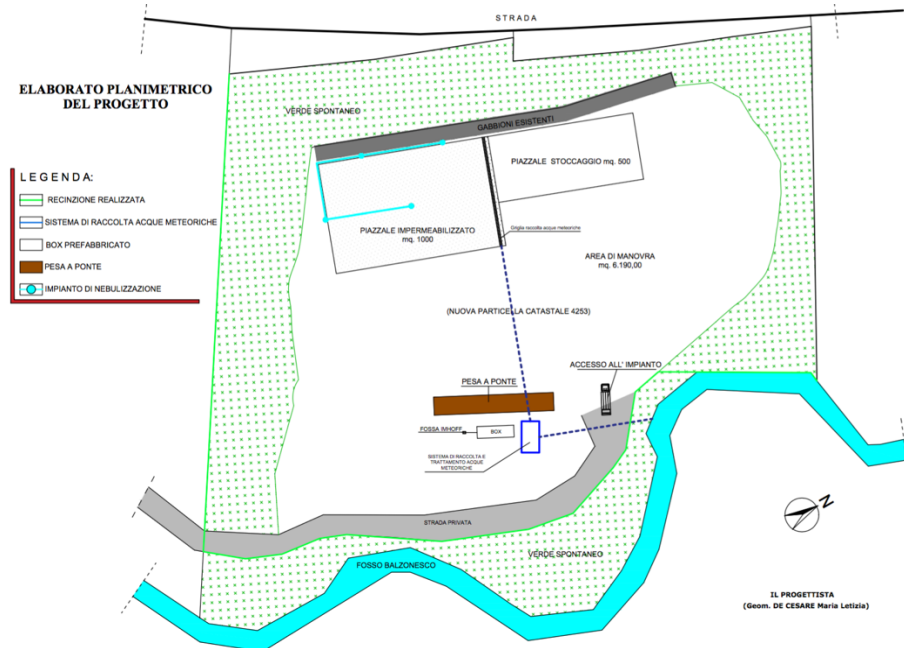 STRADA
ELABORATO PLANIMETRICO
DEL PROGETTO
VERDE SPONTANEO
GABBIONI ESISTENTI
PIAZZALE STOCCAGGIO mq. 500
LEGENDA:
RECINZIONE REALIZZATA
SISTEMA DI RACCOLTA ACQUE METEORICHE
BOX PREFABBRICATO
PESA A PONTE
IMPIANTO DI NEBULIZZAZIONE
PIAZZALE IMPERMEABILIZZATO
mq. 1000
Griglia raccolta acque meteoriche
AREA DI MANOVRA
mq. 6.190,00
(NUOVA PARTICELLA CATASTALE 4253)
ACCESSO ALL' IMPIANTO
PESA A PONTE
FOSSA IMHOFF
BOX
SISTEMA DI RACCOLTA E
TRATTAMENTO ACQUE
METEORICHE
N
STRADA PRIVATA
VERDE SPONTANEO
FOSSO BALZONESCO
IL PROGETTISTA
(Geom. DE CESARE Maria Letizia)